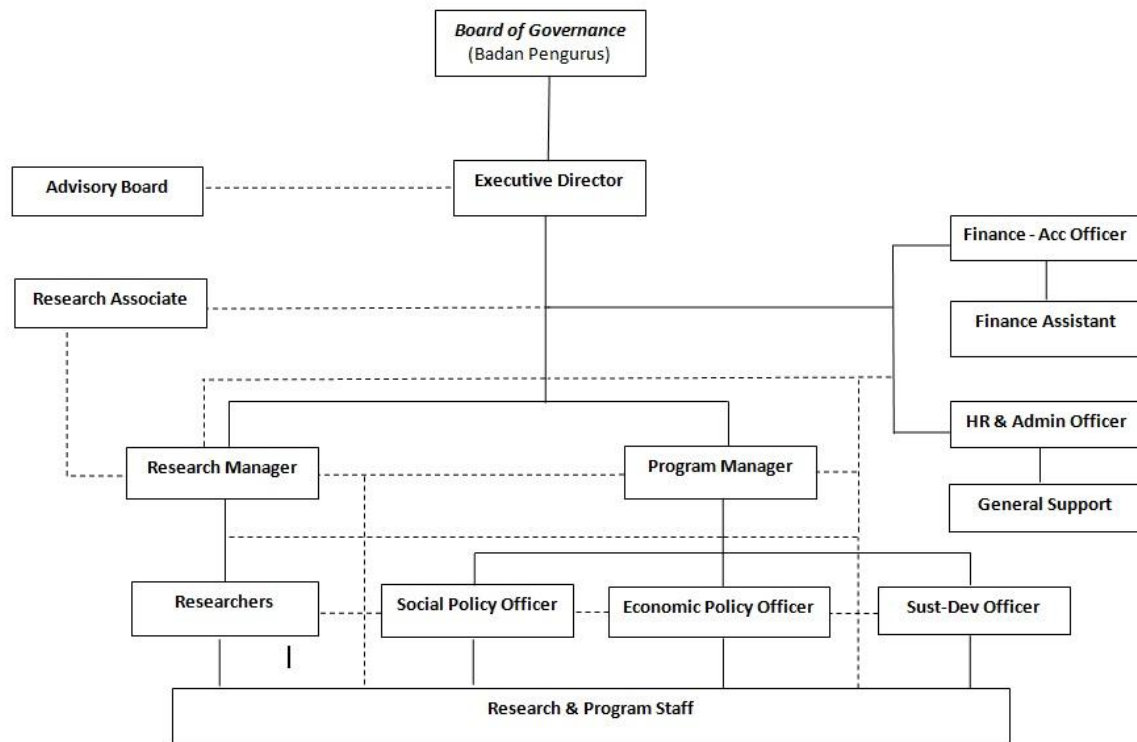 Board of Governance
(Badan Pengurus)
Advisory Board
Executive Director
Finance - Acc Officer
Research Associate
Finance Assistant
HR & Admin Officer
Research Manager
Program Manager
General Support
Researchers
Social Policy Officer
Economic Policy Officer
Sust-Dev Officer
Research & Program Staff